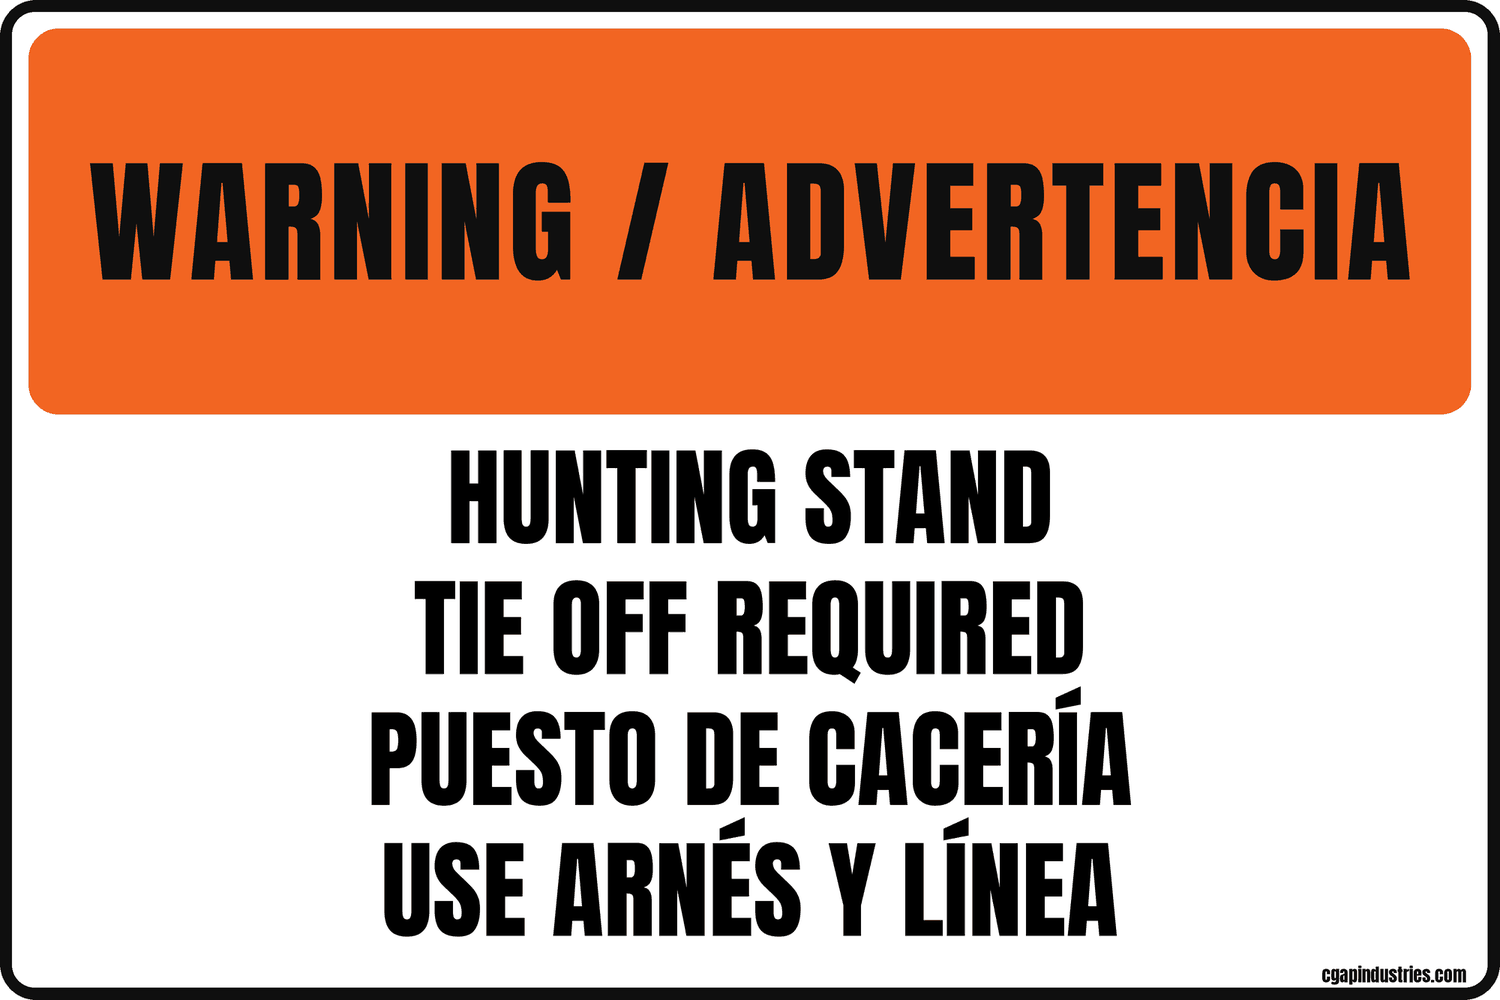 WARNING / ADVERTENCIA
HUNTING STAND
TIE OFF REQUIRED
PUESTO DE CACERÍA
USE ARNÉS Y LÍNEA
cgapindustries.com